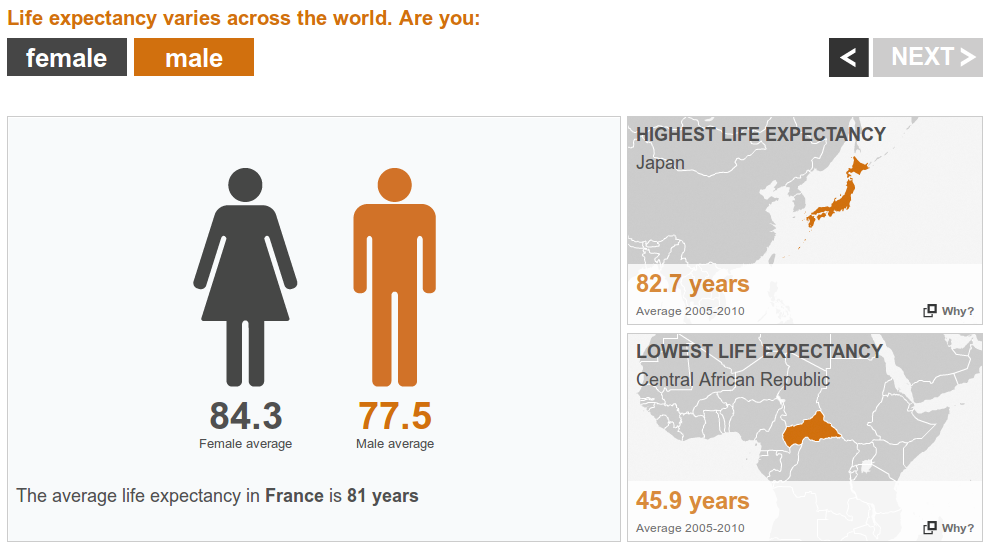 Life expectancy varies across the world. Are you:
female male < NEXT >
84.3 77.5
Female average Male average
The average life expectancy in France is 81 years
HIGHEST LIFE EXPECTANCY
Japan
82.7 years
Average 2005-2010 Why?
LOWEST LIFE EXPECTANCY
Central African Republic
45.9 years
Average 2005-2010 Why?